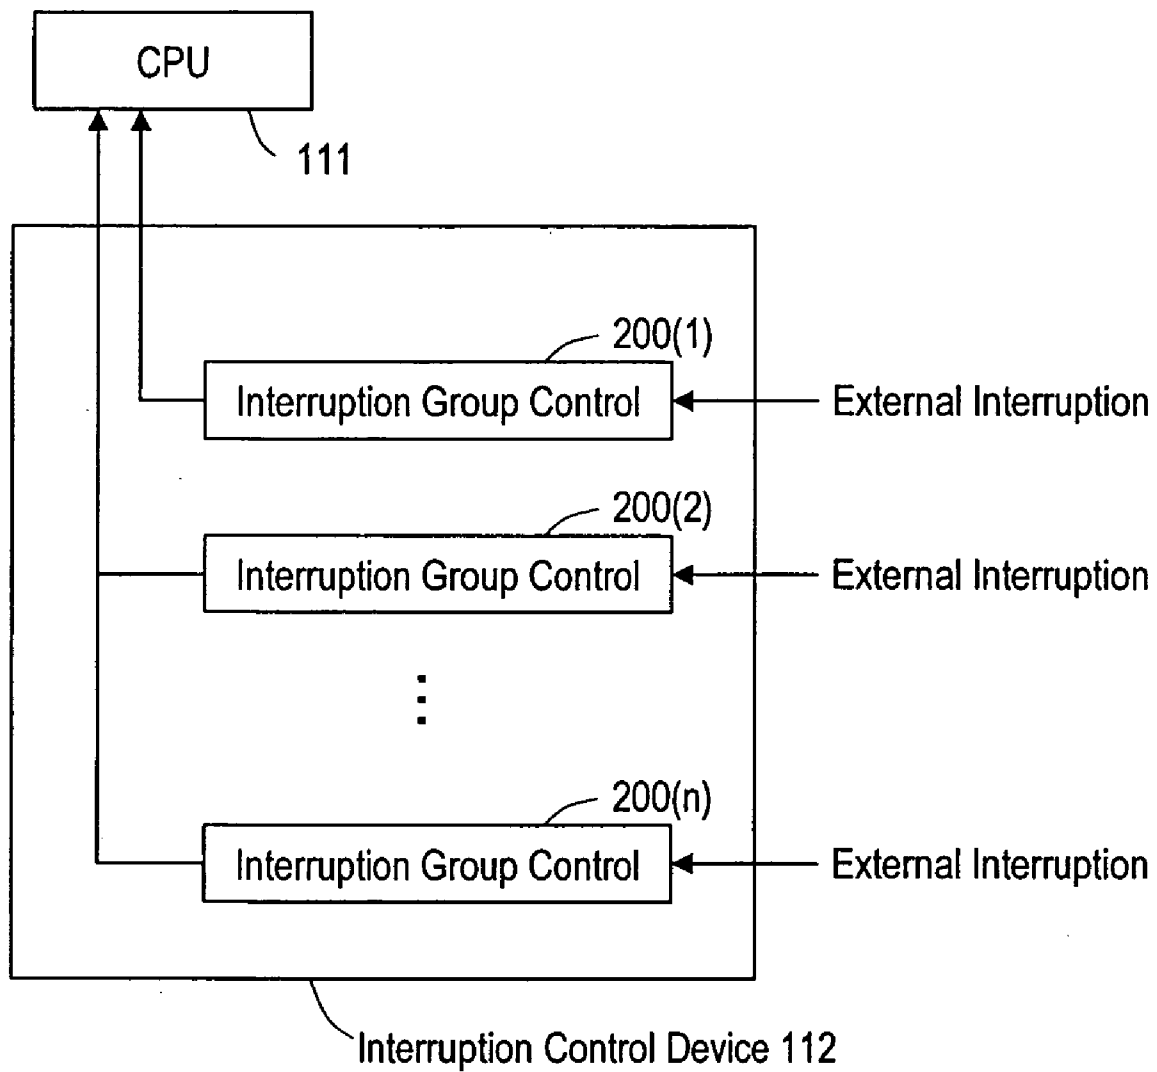 CPU
111
200(1)
Interruption Group Control
External Interruption
200(2)
Interruption Group Control
External Interruption
200(n)
Interruption Group Control
External Interruption
Interruption Control Device 112